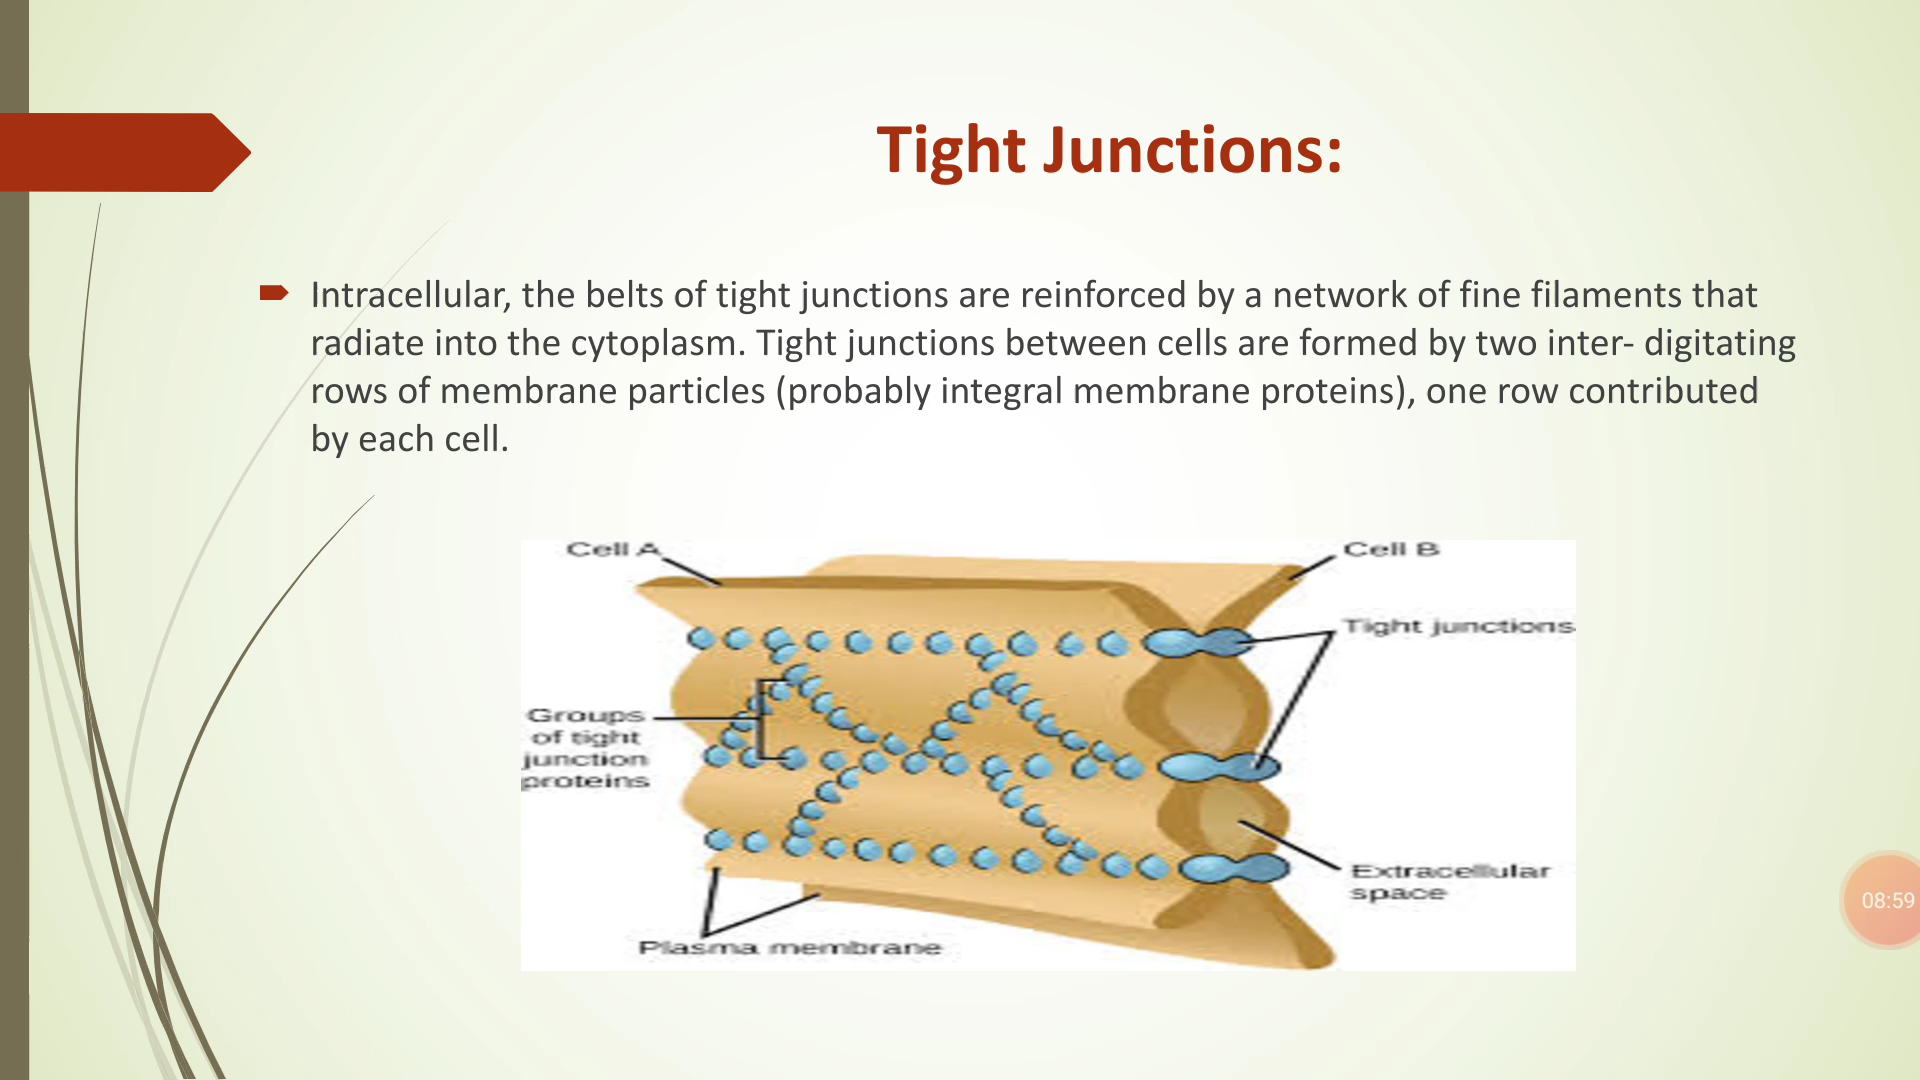 Tight Junctions:
Intracellular, the belts of tight junctions are reinforced by a network of fine filaments that
radiate into the cytoplasm. Tight junctions between cells are formed by two inter- digitating
rows of membrane particles (probably integral membrane proteins), one row contributed
by each cell.
Cell A
Cell B
Tight junctions
Groups
of tight
junction
proteins
Extracellular
space
Plasma membrane
08:59